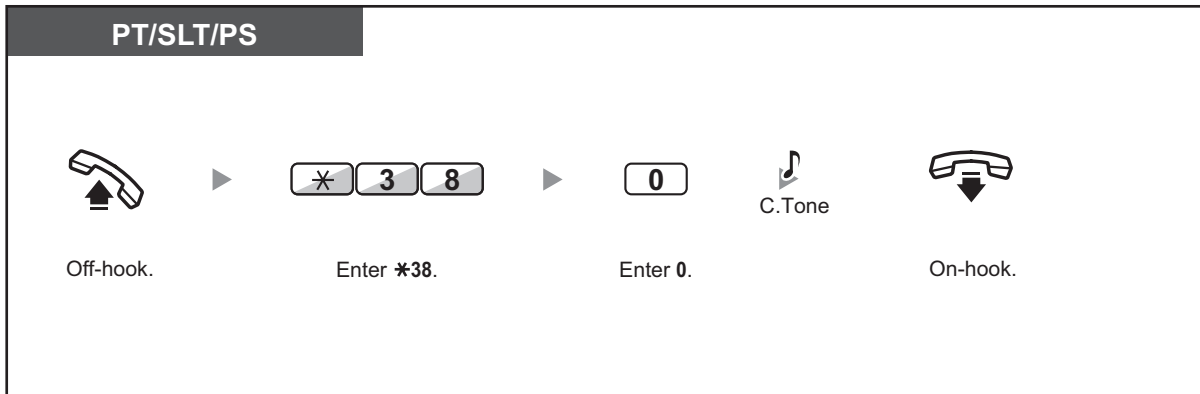 PT/SLT/PS
✳ 3 8
0
C.Tone
Off-hook.
Enter ✳38.
Enter 0.
On-hook.